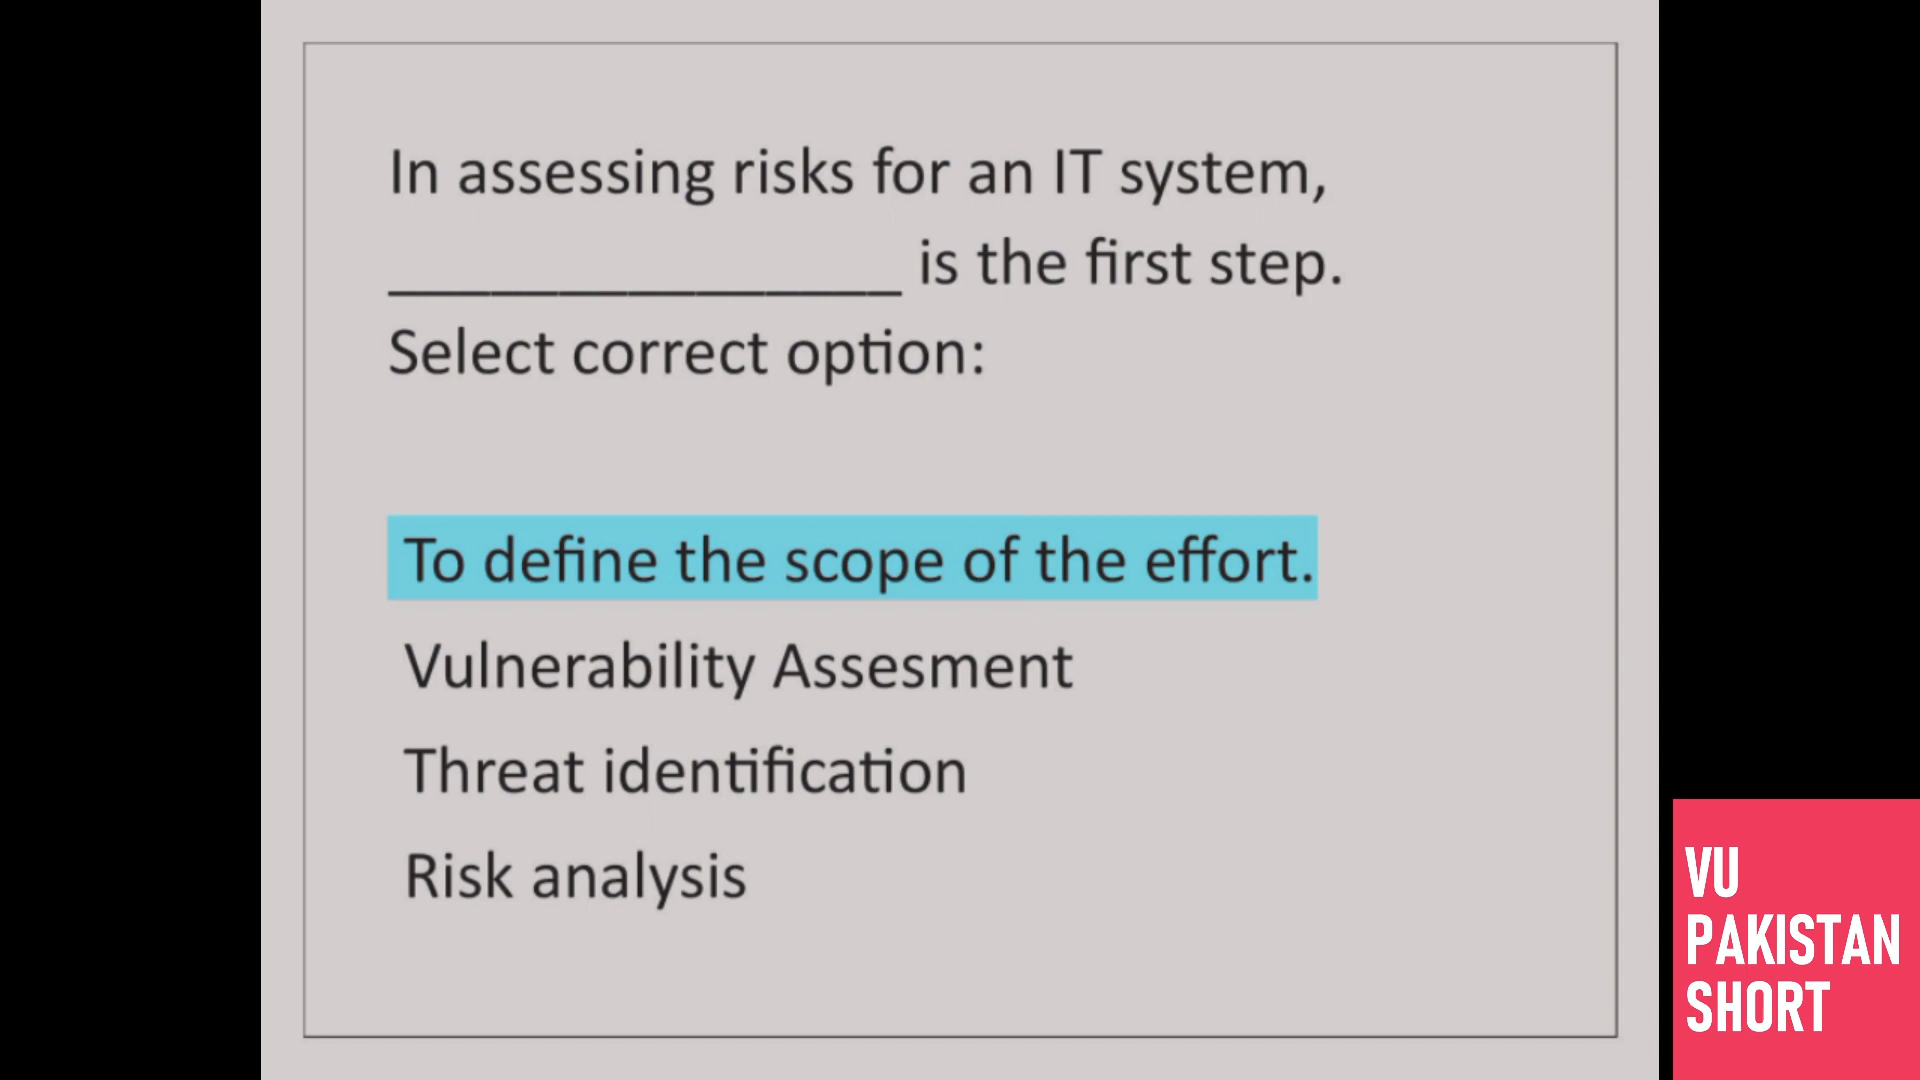 In assessing risks for an IT system,
_______________ is the first step.
Select correct option:
To define the scope of the effort.
Vulnerability Assesment
Threat identification
Risk analysis
VU
PAKISTAN
SHORT